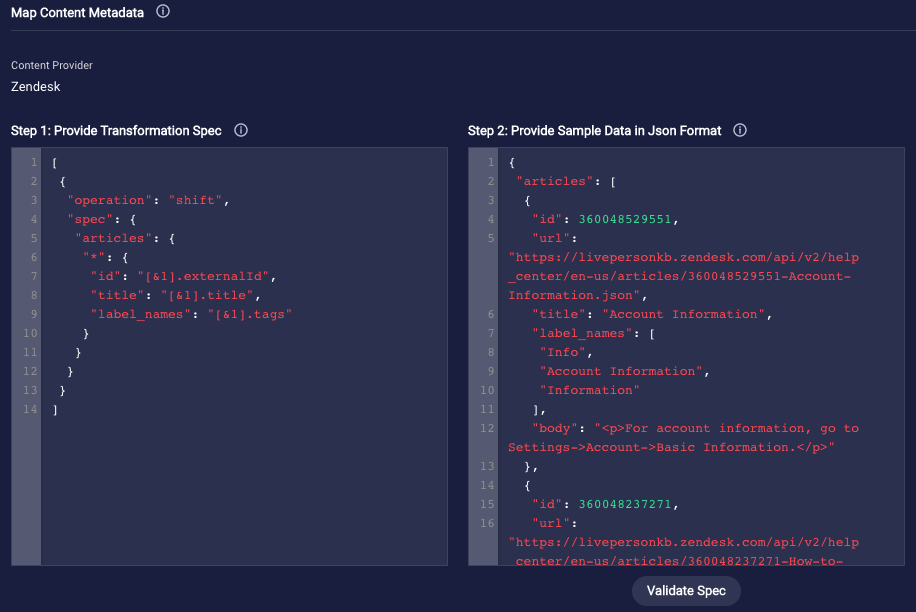 Map Content Metadata
Content Provider
Zendesk
Step 1: Provide Transformation Spec
1 [
2 {
3 "operation": "shift",
4 "spec": {
5 "articles": {
6 "*": {
7 "id": "[&1].externalId",
8 "title": "[&1].title",
9 "label_names": "[&1].tags"
10 }
11 }
12 }
13 }
14 ]
Step 2: Provide Sample Data in Json Format
1 {
2 "articles": [
3 {
4 "id": 360048529551,
5 "url":
"https://livepersonkb.zendesk.com/api/v2/help
_center/en-us/articles/360048529551-Account-
Information.json",
6 "title": "Account Information",
7 "label_names": [
8 "Info",
9 "Account Information",
10 "Information"
11 ],
12 "body": "<p>For account information, go to
Settings->Account->Basic Information.</p>"
13 },
14 {
15 "id": 360048237271,
16 "url":
"https://livepersonkb.zendesk.com/api/v2/help
_center/en-us/articles/360048237271-How-to-
Validate Spec